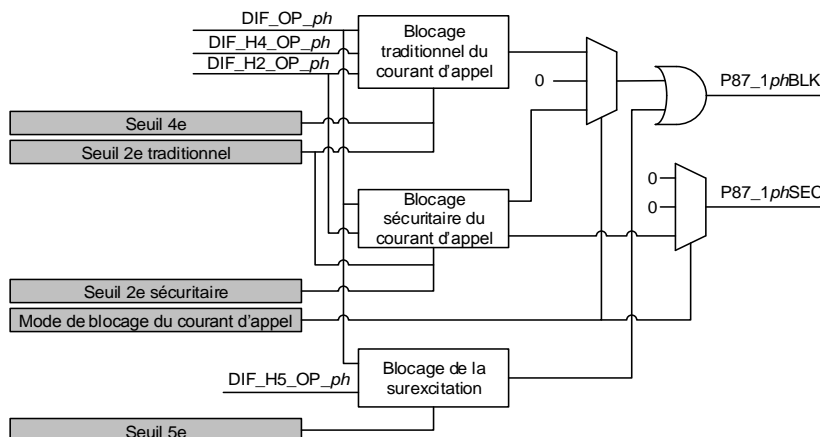 DIF_OP_ph
DIF_H4_OP_ph
DIF_H2_OP_ph
Blocage
traditionnel du
courant d'appel
0
P87_1phBLK
Seuil 4e
Seuil 2e traditionnel
Blocage
sécuritaire du
courant d'appel
0
0
P87_1phSEC
Seuil 2e sécuritaire
Mode de blocage du courant d'appel
DIF_H5_OP_ph
Blocage de la
surexcitation
Seuil 5e